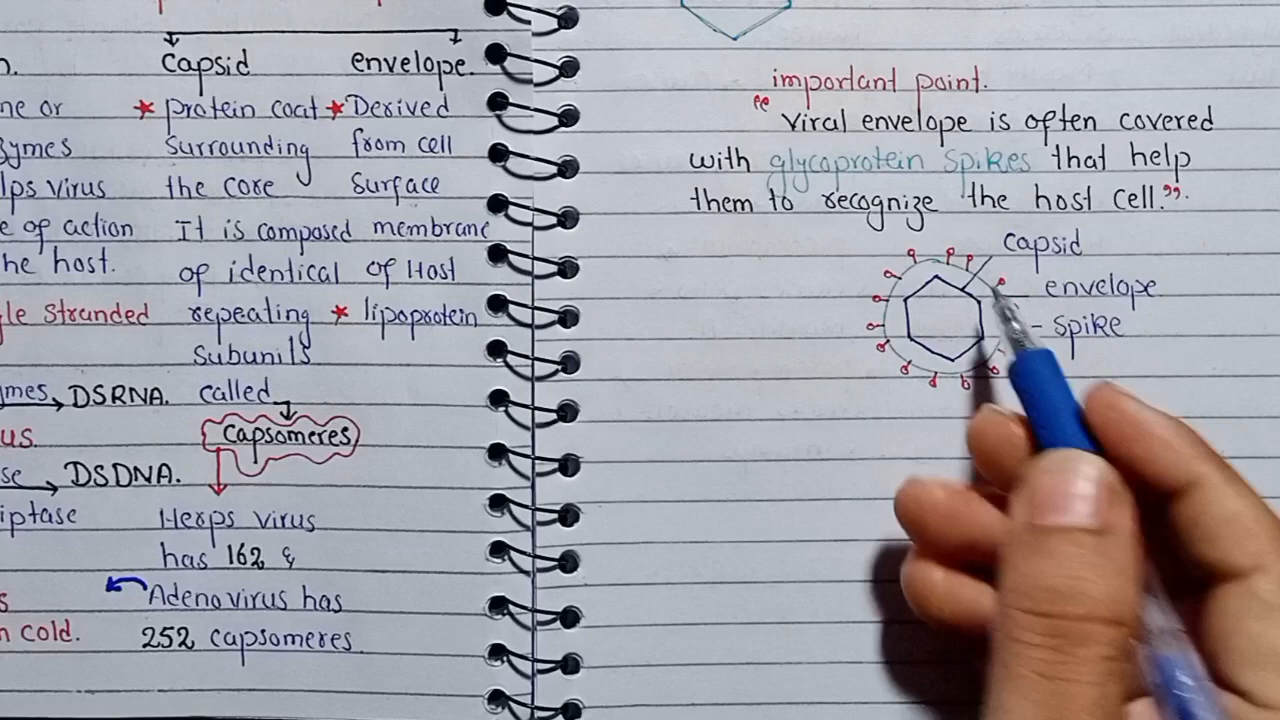 Capsid envelope.
n.
ne or * protein coat * Derived
zymes surrounding from cell
lps virus the core surface
e of action It is composed membrane
he host. of identical of Host
gle stranded repeating * lipoprotein
subunits
ymes DSRNA. called
us. Capsomeres
se DSDNA.
iptase Herps virus
has 162 &
s Adenovirus has
n cold. 252 capsomeres.
important point.
"Viral envelope is often covered
with glycoprotein spikes that help
them to recognize the host cell.".
capsid
envelope
spike